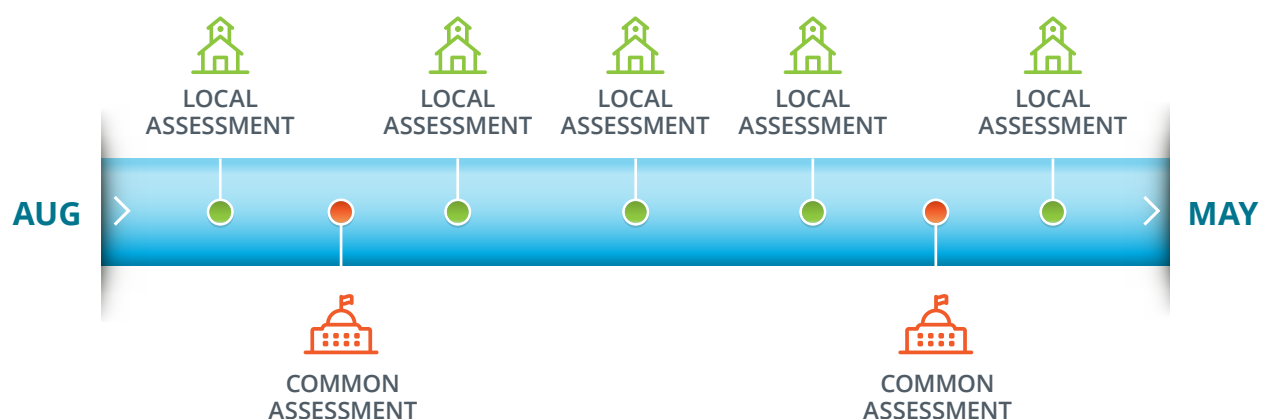 LOCAL
ASSESSMENT
LOCAL
ASSESSMENT
LOCAL
ASSESSMENT
LOCAL
ASSESSMENT
LOCAL
ASSESSMENT
AUG
MAY
COMMON
ASSESSMENT
COMMON
ASSESSMENT